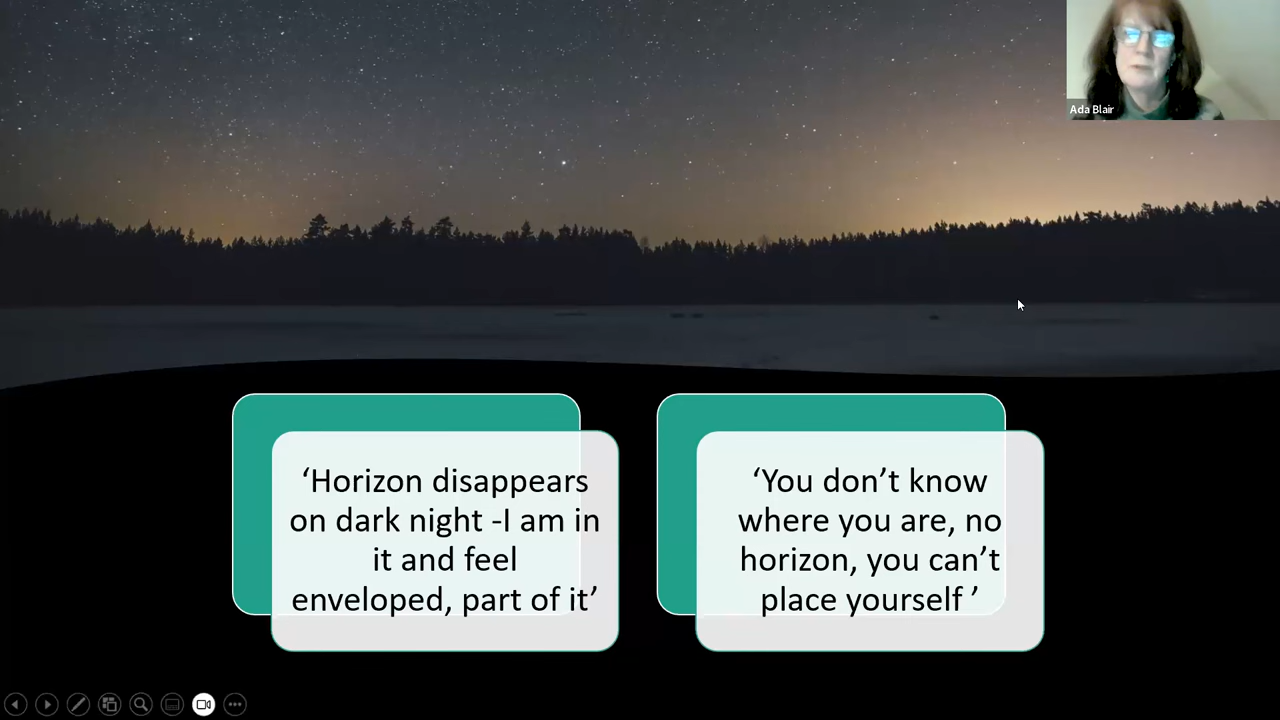 Ada Blair
‘Horizon disappears
on dark night -I am in
it and feel
enveloped, part of it’
‘You don’t know
where you are, no
horizon, you can’t
place yourself ’